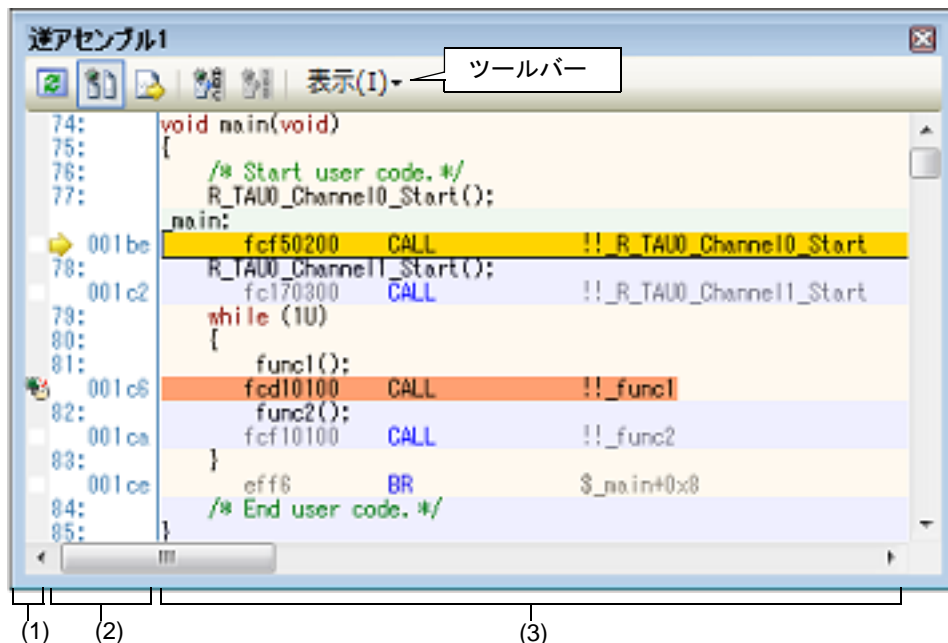 逆アセンブル1
表示(I)
ツールバー
74: void main(void)
75: {
76: /* Start user code. */
77: R_TAU0_Channel0_Start();
_main:
001be fcf50200 CALL !!_R_TAU0_Channel0_Start
78: R_TAU0_Channel1_Start();
001c2 fc170300 CALL !!_R_TAU0_Channel1_Start
79: while (1U)
80: {
81: func1();
001c6 fcd10100 CALL !!_func1
82: func2();
001ca fcf10100 CALL !!_func2
83: }
001ce eff6 BR $_main+0x8
84: /* End user code. */
85: }
(1) (2) (3)